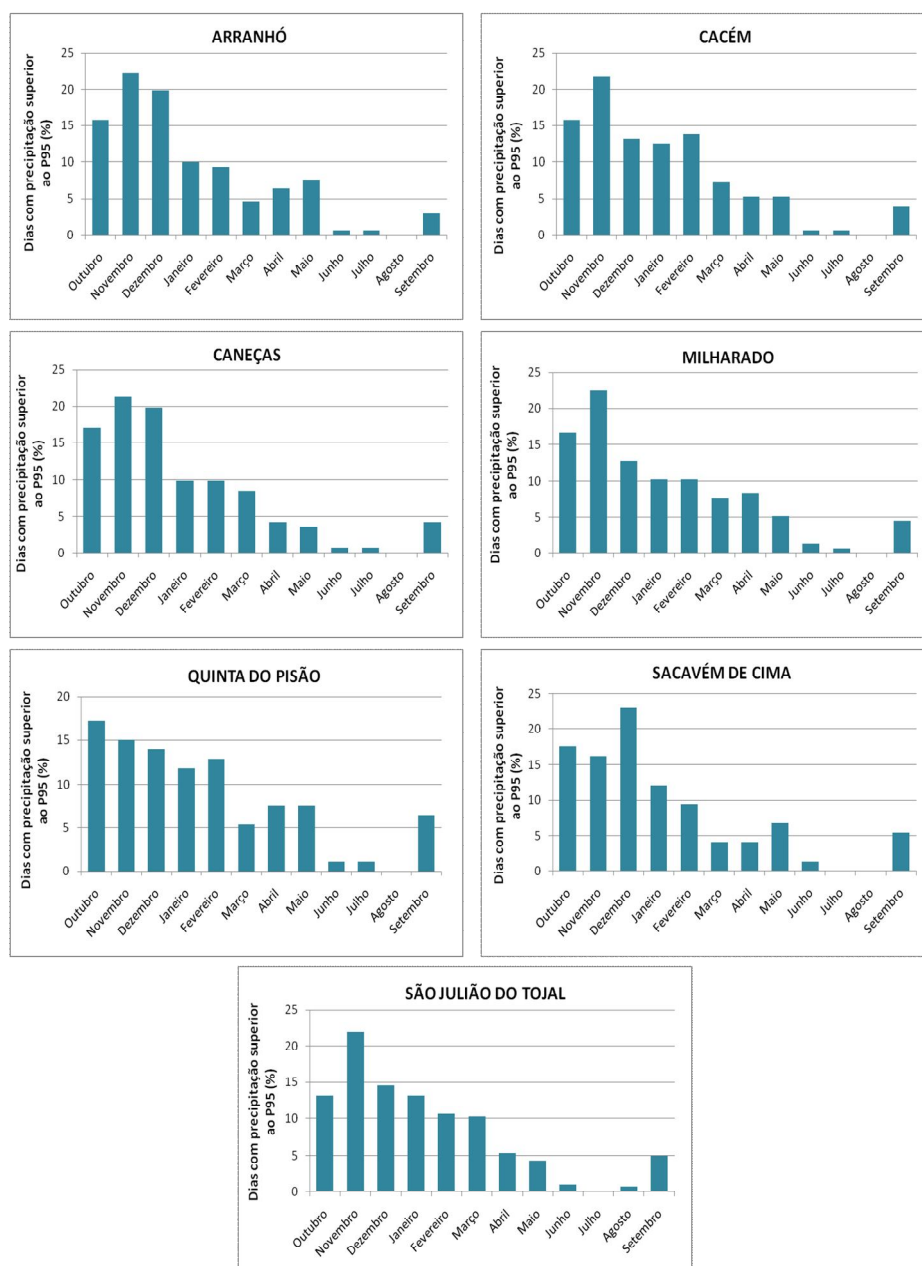 ARRANHÓ
Dias com precipitação superior
ao P95 (%)
25
20
15
10
5
0
Outubro
Novembro
Dezembro
Janeiro
Fevereiro
Março
Abril
Maio
Junho
Julho
Agosto
Setembro
CACÉM
Dias com precipitação superior
ao P95 (%)
25
20
15
10
5
0
Outubro
Novembro
Dezembro
Janeiro
Fevereiro
Março
Abril
Maio
Junho
Julho
Agosto
Setembro
CANEÇAS
Dias com precipitação superior
ao P95 (%)
25
20
15
10
5
0
Outubro
Novembro
Dezembro
Janeiro
Fevereiro
Março
Abril
Maio
Junho
Julho
Agosto
Setembro
MILHARADO
Dias com precipitação superior
ao P95 (%)
25
20
15
10
5
0
Outubro
Novembro
Dezembro
Janeiro
Fevereiro
Março
Abril
Maio
Junho
Julho
Agosto
Setembro
QUINTA DO PISÃO
Dias com precipitação superior
ao P95 (%)
20
15
10
5
0
Outubro
Novembro
Dezembro
Janeiro
Fevereiro
Março
Abril
Maio
Junho
Julho
Agosto
Setembro
SACAVÉM DE CIMA
Dias com precipitação superior
ao P95 (%)
25
20
15
10
5
0
Outubro
Novembro
Dezembro
Janeiro
Fevereiro
Março
Abril
Maio
Junho
Julho
Agosto
Setembro
SÃO JULIÃO DO TOJAL
Dias com precipitação superior
ao P95 (%)
25
20
15
10
5
0
Outubro
Novembro
Dezembro
Janeiro
Fevereiro
Março
Abril
Maio
Junho
Julho
Agosto
Setembro